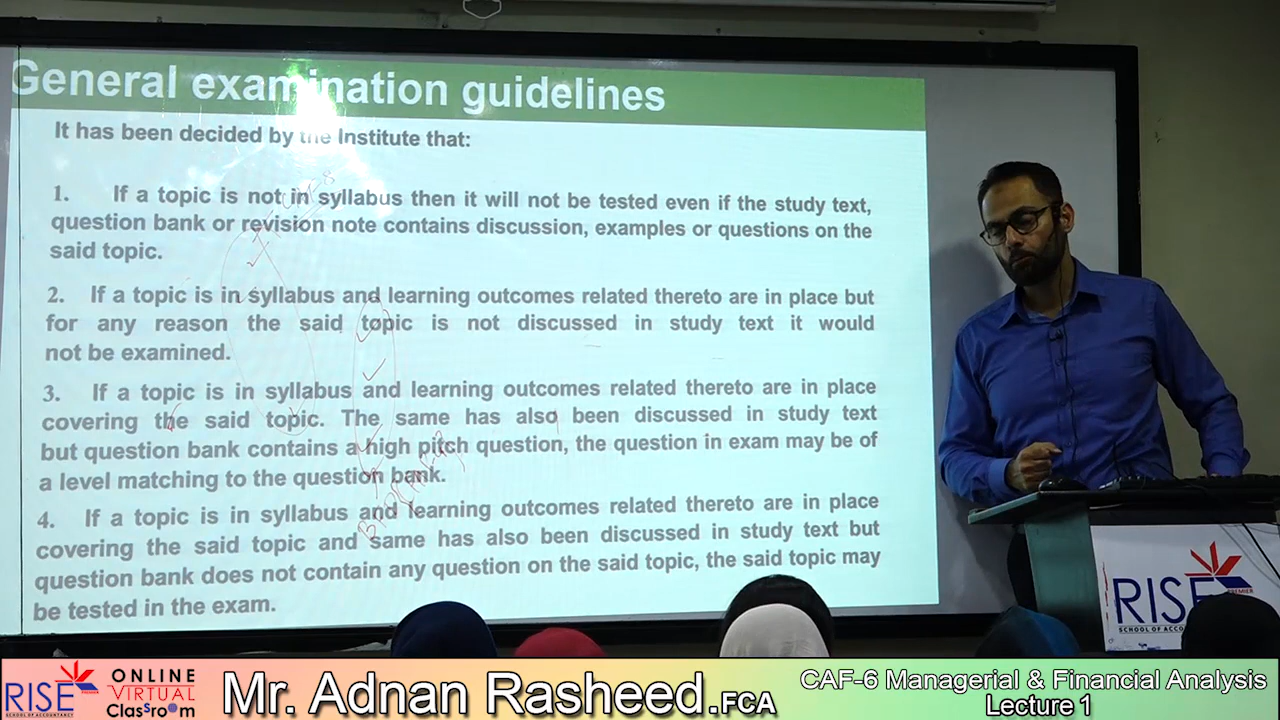 General examination guidelines
It has been decided by the Institute that:
1. If a topic is not in syllabus then it will not be tested even if the study text,
question bank or revision note contains discussion, examples or questions on the
said topic.
2. If a topic is in syllabus and learning outcomes related thereto are in place but
for any reason the said topic is not discussed in study text it would
not be examined.
3. If a topic is in syllabus and learning outcomes related thereto are in place
covering the said topic. The same has also been discussed in study text
but question bank contains a high pitch question, the question in exam may be of
a level matching to the question bank.
4. If a topic is in syllabus and learning outcomes related thereto are in place
covering the said topic and same has also been discussed in study text but
question bank does not contain any question on the said topic, the said topic may
be tested in the exam.
RISE
PREMIER
SCHOOL OF ACCOU
RISE
PREMIER
SCHOOL OF ACCOUNTANCY
ONLINE
VIRTUAL
ClasSro@m
Mr. Adnan Rasheed.FCA
CAF-6 Managerial & Financial Analysis
Lecture 1